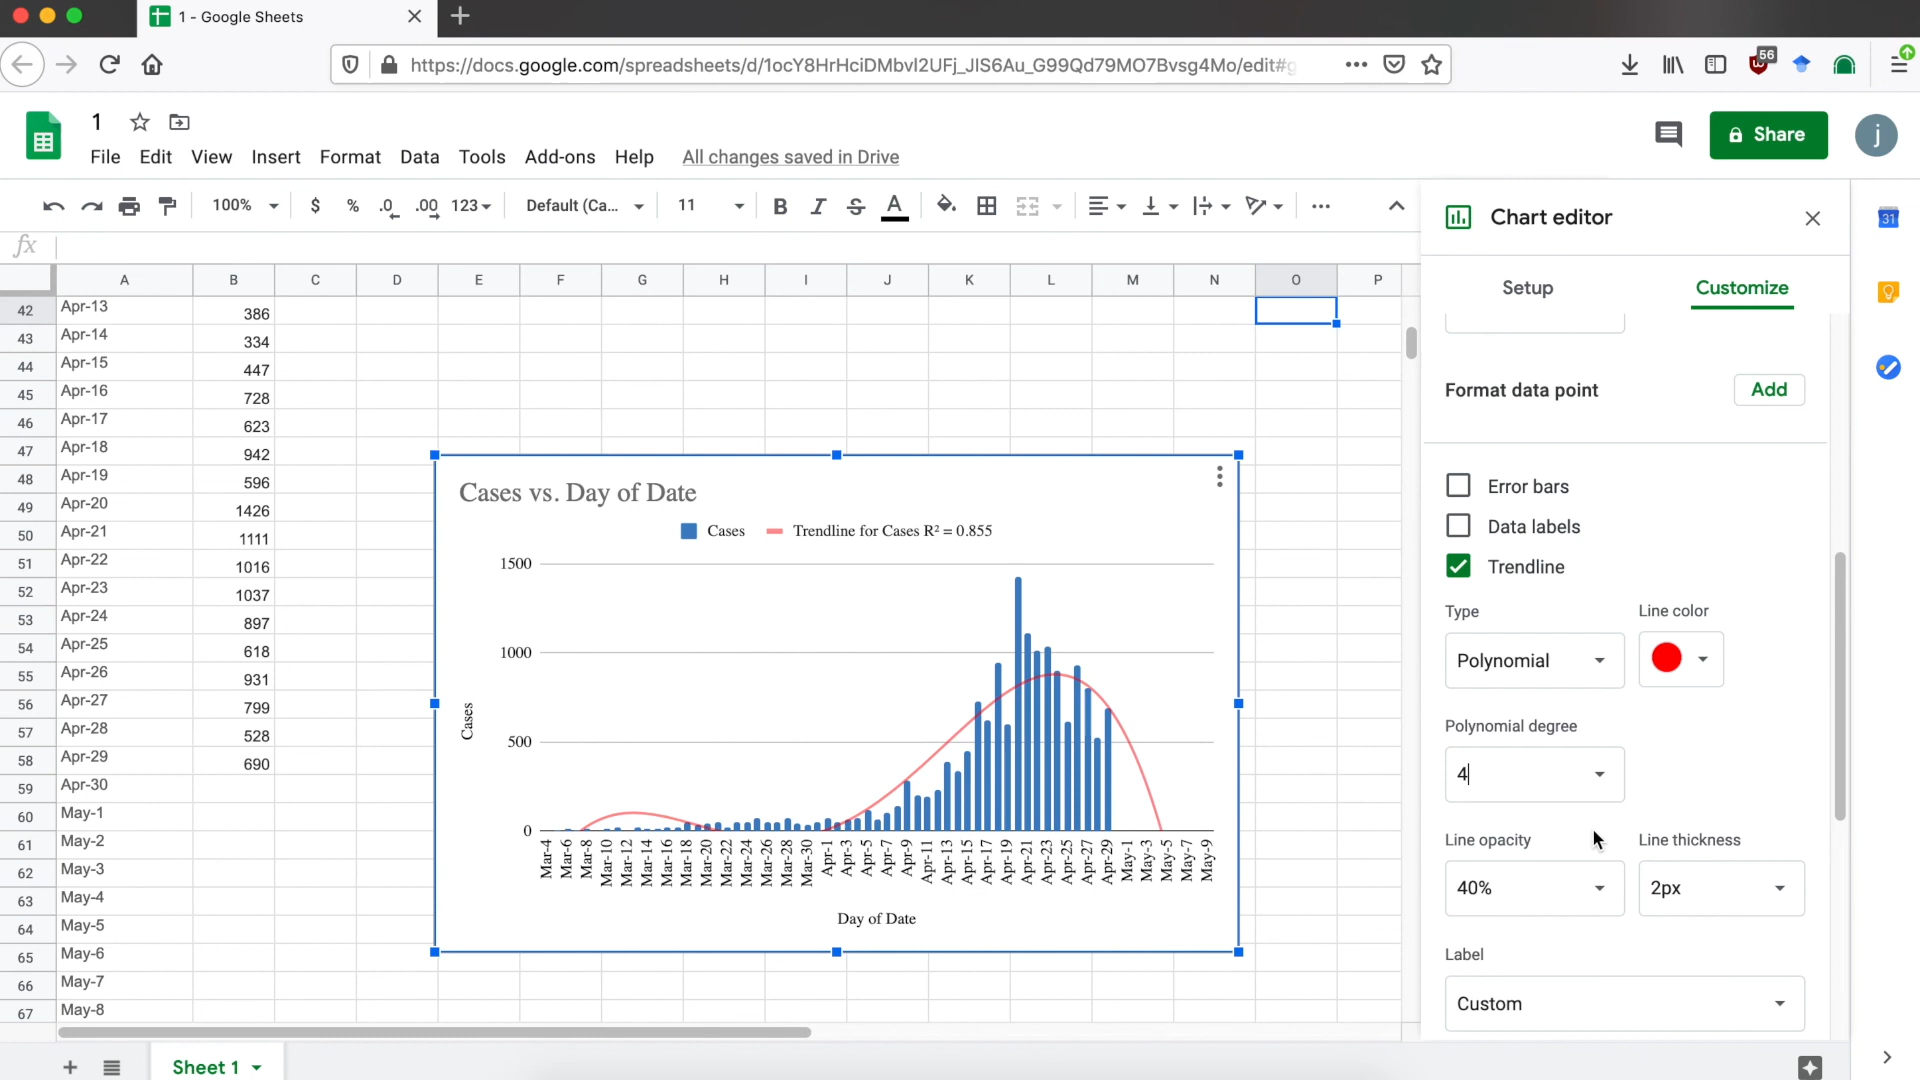 1 - Google Sheets
https://docs.google.com/spreadsheets/d/1ocY8HrHciDMbvI2UFj_JlS6Au_G99Qd79MO7Bvsg4Mo/edit#g
56
1
File Edit View Insert Format Data Tools Add-ons Help All changes saved in Drive
Share
j
100% $ % .0 .00 123 Default (Ca... 11 B I S A
fx
Chart editor
31
A B C D E F G H I J K L M N O P
Setup Customize
42 Apr-13 386
43 Apr-14 334
44 Apr-15 447
45 Apr-16 728
46 Apr-17 623
47 Apr-18 942
48 Apr-19 596
49 Apr-20 1426
50 Apr-21 1111
51 Apr-22 1016
52 Apr-23 1037
53 Apr-24 897
54 Apr-25 618
55 Apr-26 931
56 Apr-27 799
57 Apr-28 528
58 Apr-29 690
59 Apr-30
60 May-1
61 May-2
62 May-3
63 May-4
64 May-5
65 May-6
66 May-7
67 May-8
Cases vs. Day of Date
Cases Trendline for Cases R² = 0.855
1500
1000
500
0
Cases
Mar-4 Mar-6 Mar-8 Mar-10 Mar-12 Mar-14 Mar-16 Mar-18 Mar-20 Mar-22 Mar-24 Mar-26 Mar-28 Mar-30 Apr-1 Apr-3 Apr-5 Apr-7 Apr-9 Apr-11 Apr-13 Apr-15 Apr-17 Apr-19 Apr-21 Apr-23 Apr-25 Apr-27 Apr-29 May-1 May-3 May-5 May-7 May-9
Day of Date
Format data point Add
Error bars
Data labels
Trendline
Type Line color
Polynomial
Polynomial degree
4
Line opacity Line thickness
40% 2px
Label
Custom
Sheet 1